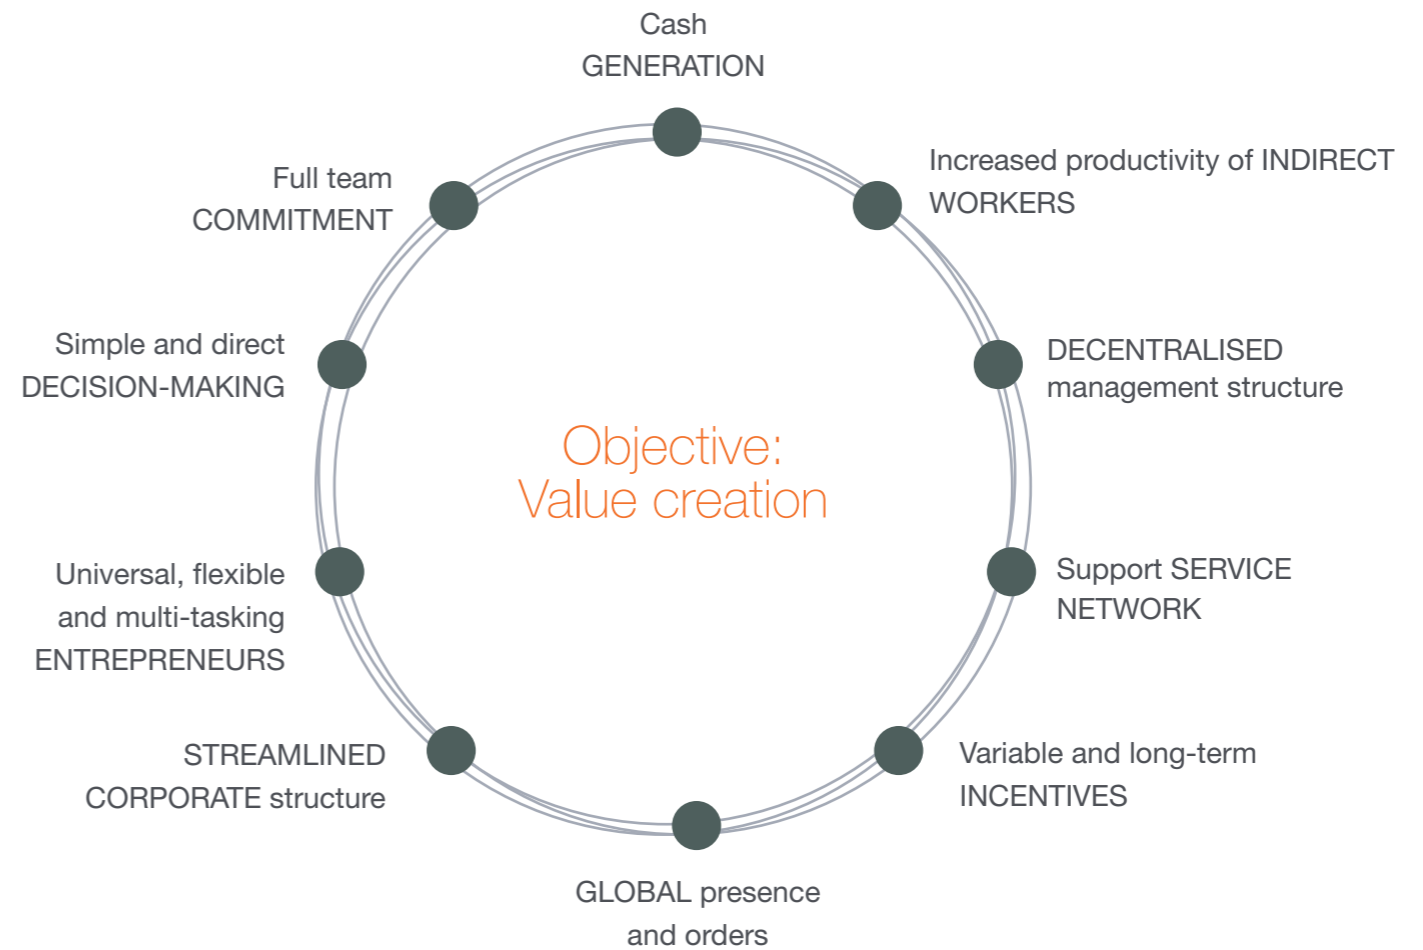 Cash
GENERATION
Increased productivity of INDIRECT
WORKERS
DECENTRALISED
management structure
Support SERVICE
NETWORK
Variable and long-term
INCENTIVES
GLOBAL presence
and orders
STREAMLINED
CORPORATE structure
Universal, flexible
and multi-tasking
ENTREPRENEURS
Simple and direct
DECISION-MAKING
Full team
COMMITMENT
Objective:
Value creation